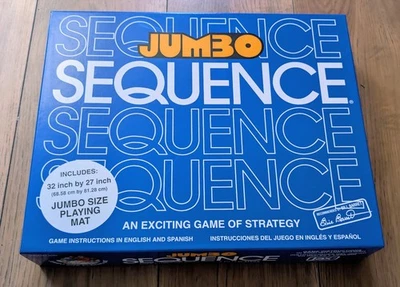 SEQUENCE
JUMBO
SEQUENCE®
SEQUENCE
SEQUENCE
INCLUDES:
32 inch by 27 inch
(68.58 cm by 81.28 cm)
JUMBO SIZE
PLAYING
MAT
AN EXCITING GAME OF STRATEGY
GAME INSTRUCTIONS IN ENGLISH AND SPANISH
INSTRUCCIONES DEL JUEGO EN INGLÉS Y ESPAÑOL
JUMBO
SEQUENCE